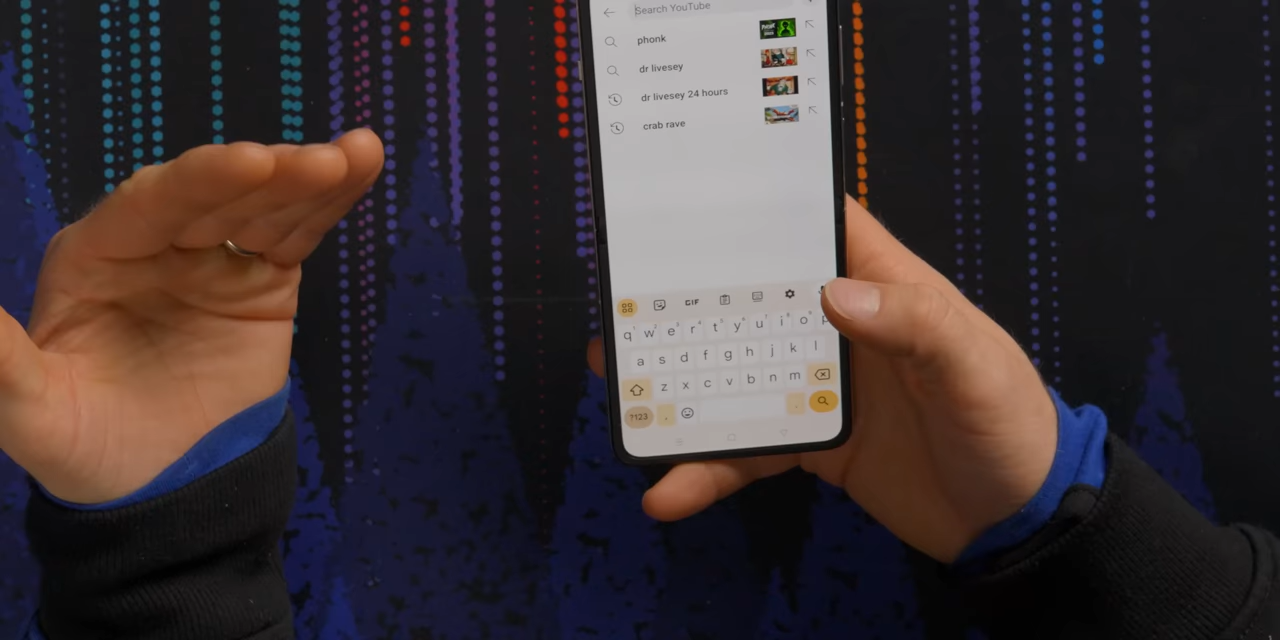 Search YouTube
phonk
dr livesey
dr livesey 24 hours
crab rave
GIF
q w e r t y u i o p
a s d f g h j k l
z x c v b n m
?123 , .